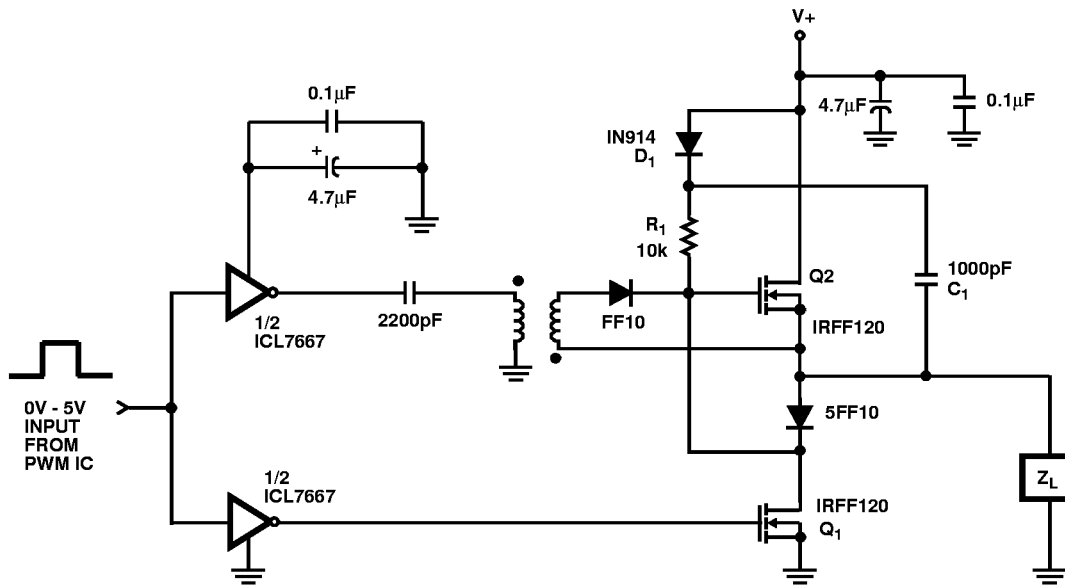 V+
0.1µF
4.7µF
0.1µF
IN914
D1
+
4.7µF
R1
10k
1000pF
C1
Q2
2200pF
FF10
IRFF120
1/2
ICL7667
0V - 5V
INPUT
FROM
PWM IC
5FF10
1/2
ICL7667
ZL
IRFF120
Q1